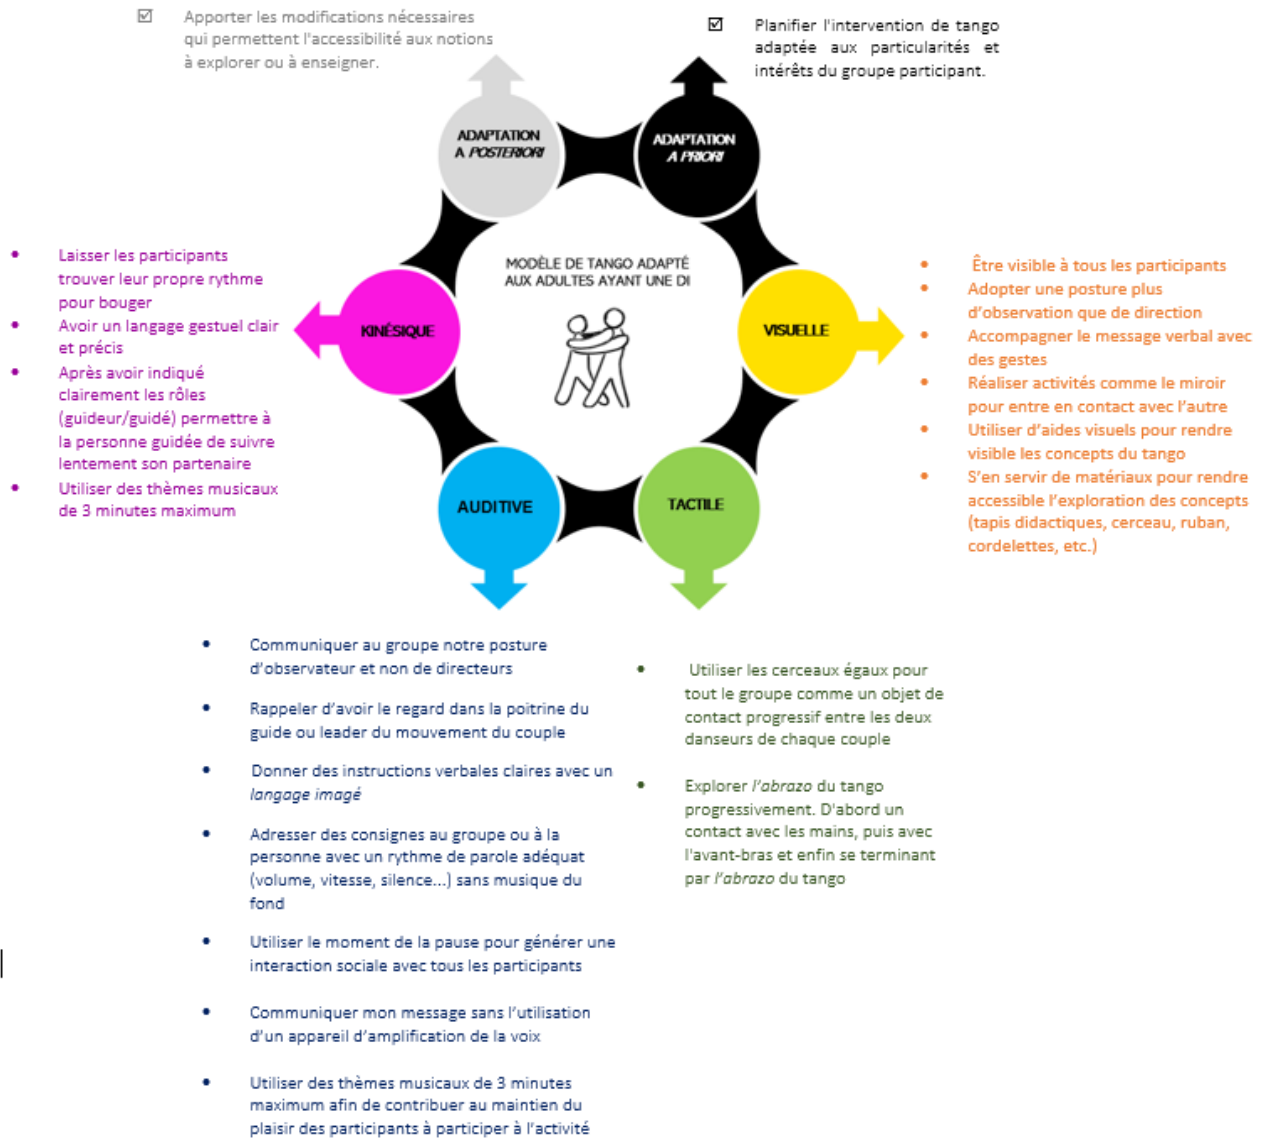 ☑ Apporter les modifications nécessaires
qui permettent l'accessibilité aux notions
à explorer ou à enseigner.
☑ Planifier l'intervention de tango
adaptée aux particularités et
intérêts du groupe participant.
ADAPTATION
A POSTERIORI
ADAPTATION
A PRIORI
MODÈLE DE TANGO ADAPTÉ
AUX ADULTES AYANT UNE DI
KINÉSIQUE
VISUELLE
AUDITIVE
TACTILE
• Laisser les participants
trouver leur propre rythme
pour bouger
• Avoir un langage gestuel clair
et précis
• Après avoir indiqué
clairement les rôles
(guideur/guidé) permettre à
la personne guidée de suivre
lentement son partenaire
• Utiliser des thèmes musicaux
de 3 minutes maximum
• Être visible à tous les participants
• Adopter une posture plus
d'observation que de direction
• Accompagner le message verbal avec
des gestes
• Réaliser activités comme le miroir
pour entre en contact avec l'autre
• Utiliser d'aides visuels pour rendre
visible les concepts du tango
• S'en servir de matériaux pour rendre
accessible l'exploration des concepts
(tapis didactiques, cerceau, ruban,
cordelettes, etc.)
• Communiquer au groupe notre posture
d'observateur et non de directeurs
• Rappeler d'avoir le regard dans la poitrine du
guide ou leader du mouvement du couple
• Donner des instructions verbales claires avec un
langage imagé
• Adresser des consignes au groupe ou à la
personne avec un rythme de parole adéquat
(volume, vitesse, silence...) sans musique du
fond
• Utiliser le moment de la pause pour générer une
interaction sociale avec tous les participants
• Communiquer mon message sans l'utilisation
d'un appareil d'amplification de la voix
• Utiliser des thèmes musicaux de 3 minutes
maximum afin de contribuer au maintien du
plaisir des participants à participer à l'activité
• Utiliser les cerceaux égaux pour
tout le groupe comme un objet de
contact progressif entre les deux
danseurs de chaque couple
• Explorer l'abrazo du tango
progressivement. D'abord un
contact avec les mains, puis avec
l'avant-bras et enfin se terminant
par l'abrazo du tango